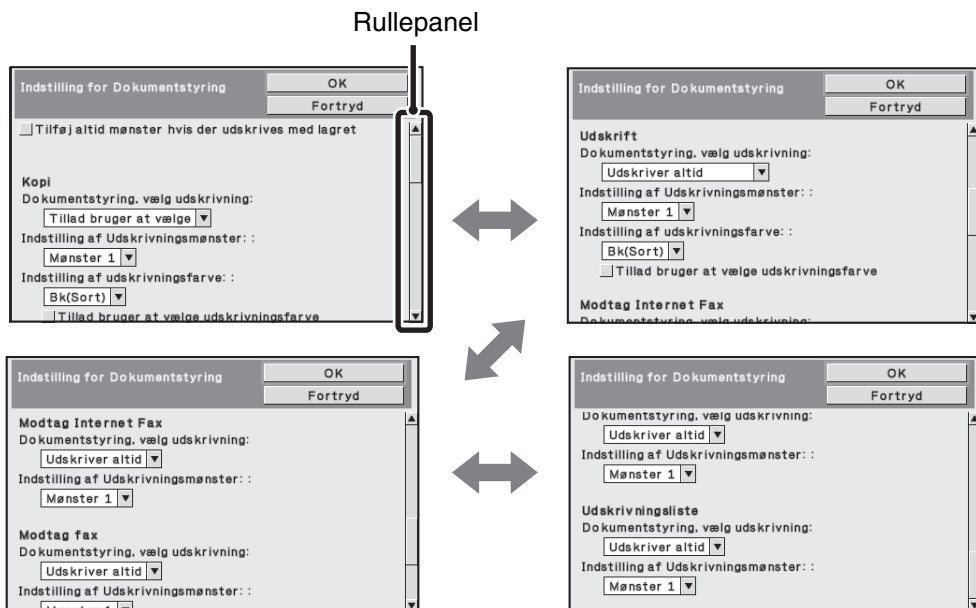 Rullepanel
Indstilling for Dokumentstyring
OK
Fortryd
Tilføj altid mønster hvis der udskrives med lagret
Kopi
Dokumentstyring, vælg udskrivning:
Tillad bruger at vælge
Indstilling af Udskrivningsmønster: :
Mønster 1
Indstilling af udskrivningsfarve: :
Bk(Sort)
Tillad bruger at vælge udskrivningsfarve
Indstilling for Dokumentstyring
OK
Fortryd
Udskrift
Dokumentstyring, vælg udskrivning:
Udskriver altid
Indstilling af Udskrivningsmønster: :
Mønster 1
Indstilling af udskrivningsfarve: :
Bk(Sort)
Tillad bruger at vælge udskrivningsfarve
Modtag Internet Fax
Dokumentstyring, vælg udskrivning:
Indstilling for Dokumentstyring
OK
Fortryd
Modtag Internet Fax
Dokumentstyring, vælg udskrivning:
Udskriver altid
Indstilling af Udskrivningsmønster: :
Mønster 1
Modtag fax
Dokumentstyring, vælg udskrivning:
Udskriver altid
Indstilling af Udskrivningsmønster: :
Mønster 1
Indstilling for Dokumentstyring
OK
Fortryd
Dokumentstyring, vælg udskrivning:
Udskriver altid
Indstilling af Udskrivningsmønster: :
Mønster 1
Udskrivningsliste
Dokumentstyring, vælg udskrivning:
Udskriver altid
Indstilling af Udskrivningsmønster: :
Mønster 1